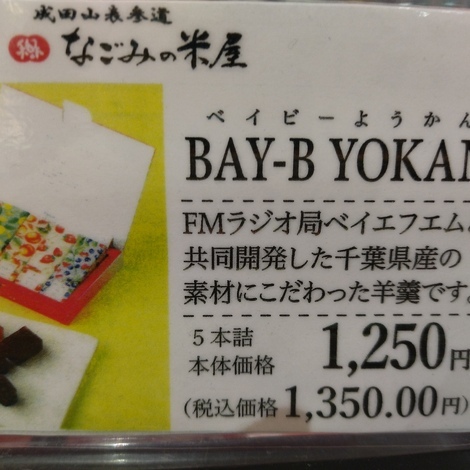 成田山表参道
なごみの米屋
ベイビーようかん
BAY-B YOKAN
FMラジオ局ベイエフエムと
共同開発した千葉県産の
素材にこだわった羊羹です。
5本詰
本体価格 1,250円
(税込価格 1,350.00円)